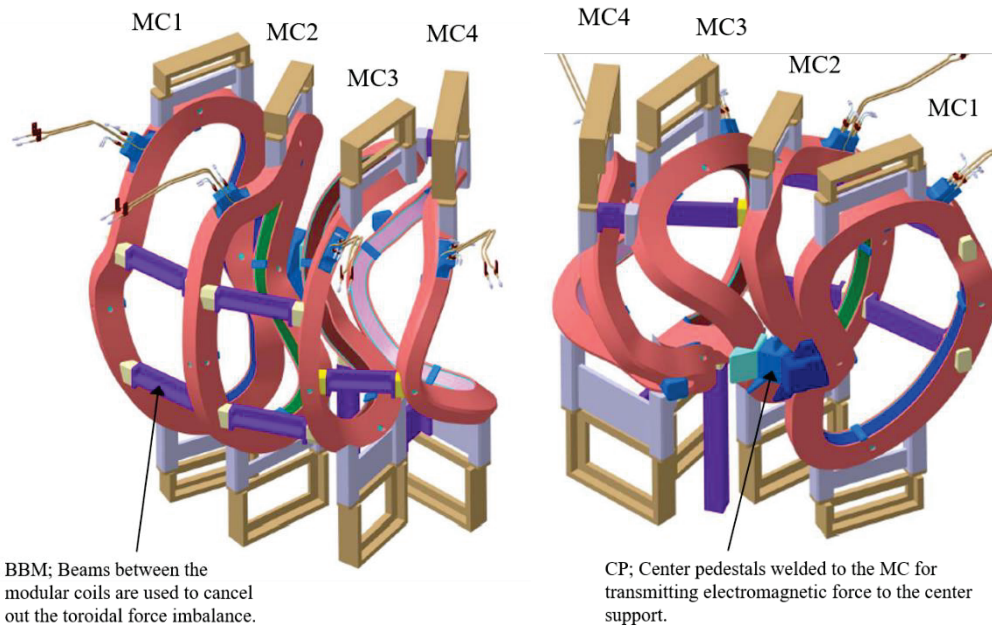 MC1
MC2
MC4
MC3
BBM; Beams between the
modular coils are used to cancel
out the toroidal force imbalance.
MC4
MC3
MC2
MC1
CP; Center pedestals welded to the MC for
transmitting electromagnetic force to the center
support.